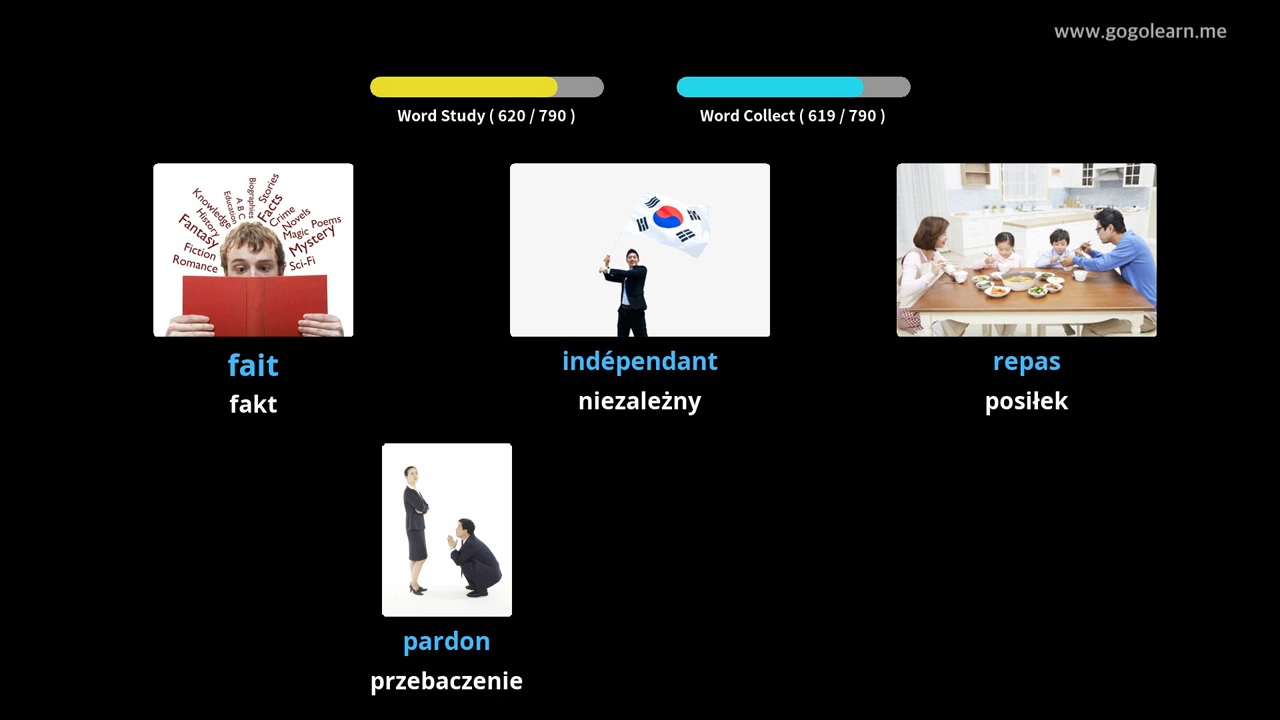 www.gogolearn.me
Word Study ( 620 / 790 )
Word Collect ( 619 / 790 )
Knowledge
History
Fantasy
Fiction
Romance
Education
A B C
Biographies
Stories
Facts
Crime
Novels
Magic
Poems
Mystery
Sci-Fi
fait
fakt
indépendant
niezależny
repas
posiłek
pardon
przebaczenie